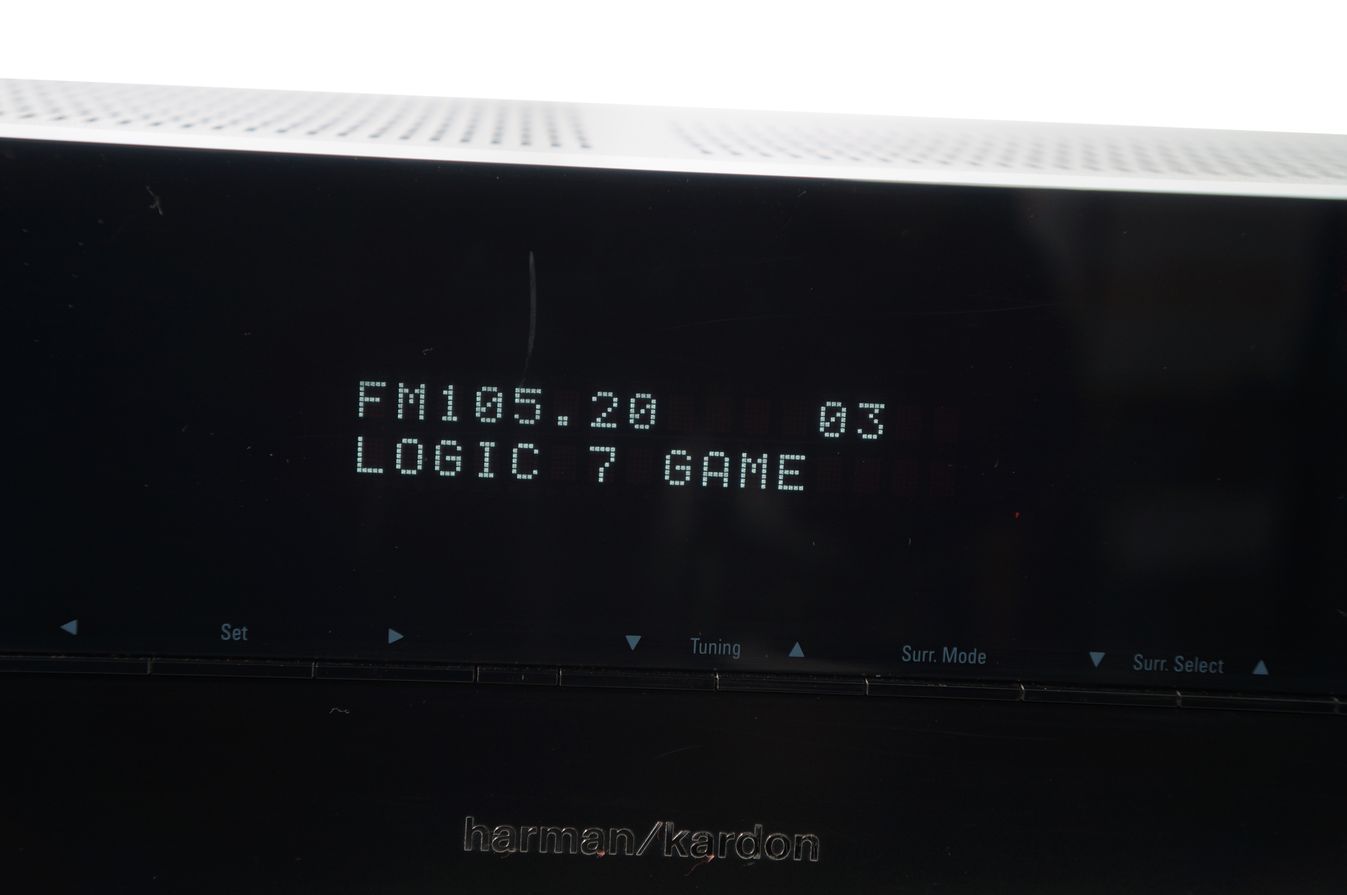 FM105.20 03
LOGIC 7 GAME
◀ Set ▶ ▼ Tuning ▲ Surr. Mode ▼ Surr. Select ▲
harman/kardon